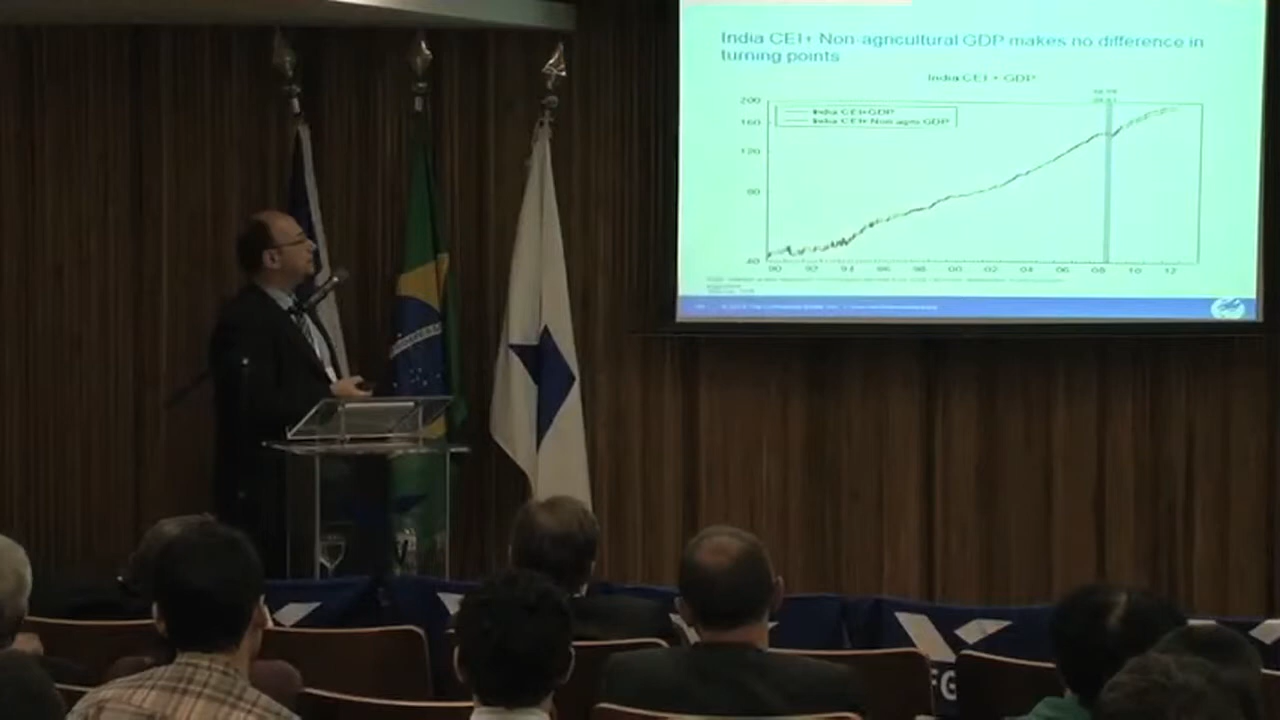 India CEI+ Non-agricultural GDP makes no difference in
turning points
India CEI + GDP
200
160
120
80
40
India CEI+GDP
India CEI+ Non agri GDP
90 92 94 96 98 00 02 04 06 08 10 12
FG